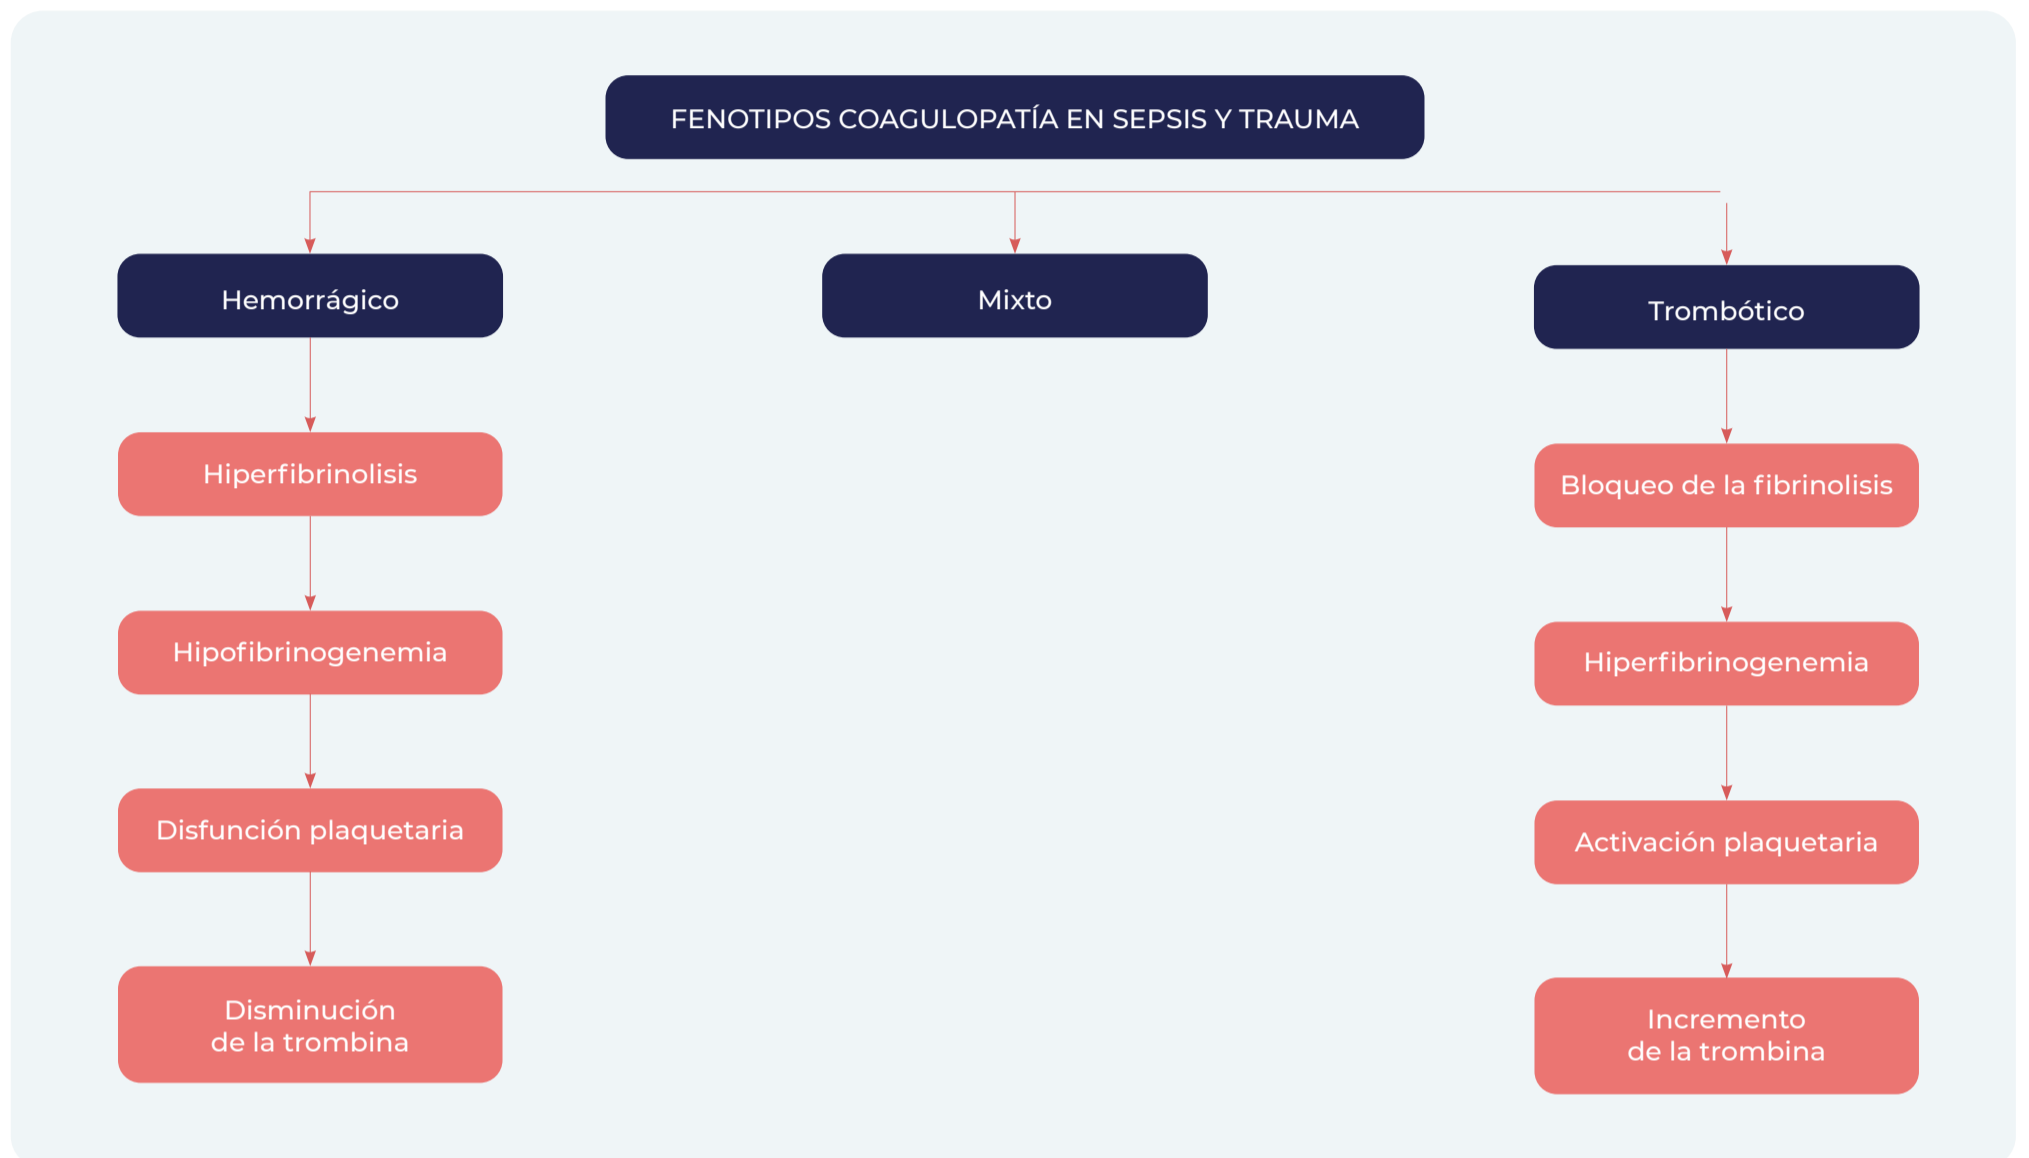 FENOTIPOS COAGULOPATÍA EN SEPSIS Y TRAUMA
Hemorrágico
Mixto
Trombótico
Hiperfibrinolisis
Bloqueo de la fibrinolisis
Hipofibrinogenemia
Hiperfibrinogenemia
Disfunción plaquetaria
Activación plaquetaria
Disminución
de la trombina
Incremento
de la trombina